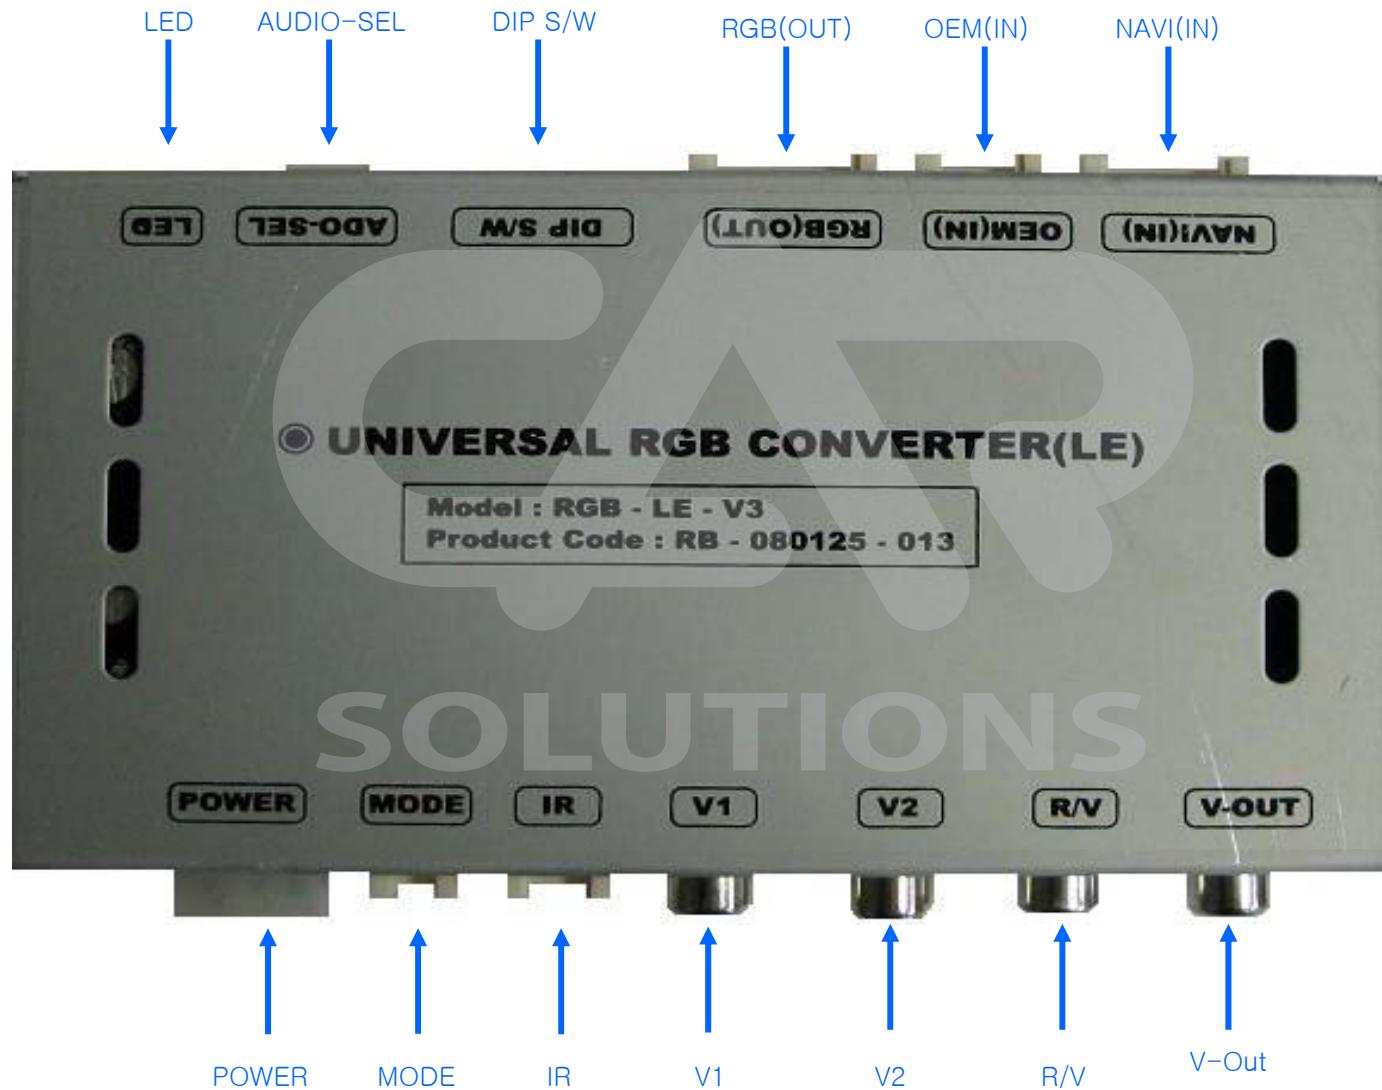 LED AUDIO-SEL DIP S/W RGB(OUT) OEM(IN) NAVI(IN)
LED ADO-SEL DIP S/W RGB(OUT) OEM(IN) NAVI(IN)
CAR
UNIVERSAL RGB CONVERTER(LE)
Model : RGB - LE - V3
Product Code : RB - 080125 - 013
SOLUTIONS
POWER MODE IR V1 V2 R/V V-OUT
POWER MODE IR V1 V2 R/V V-Out